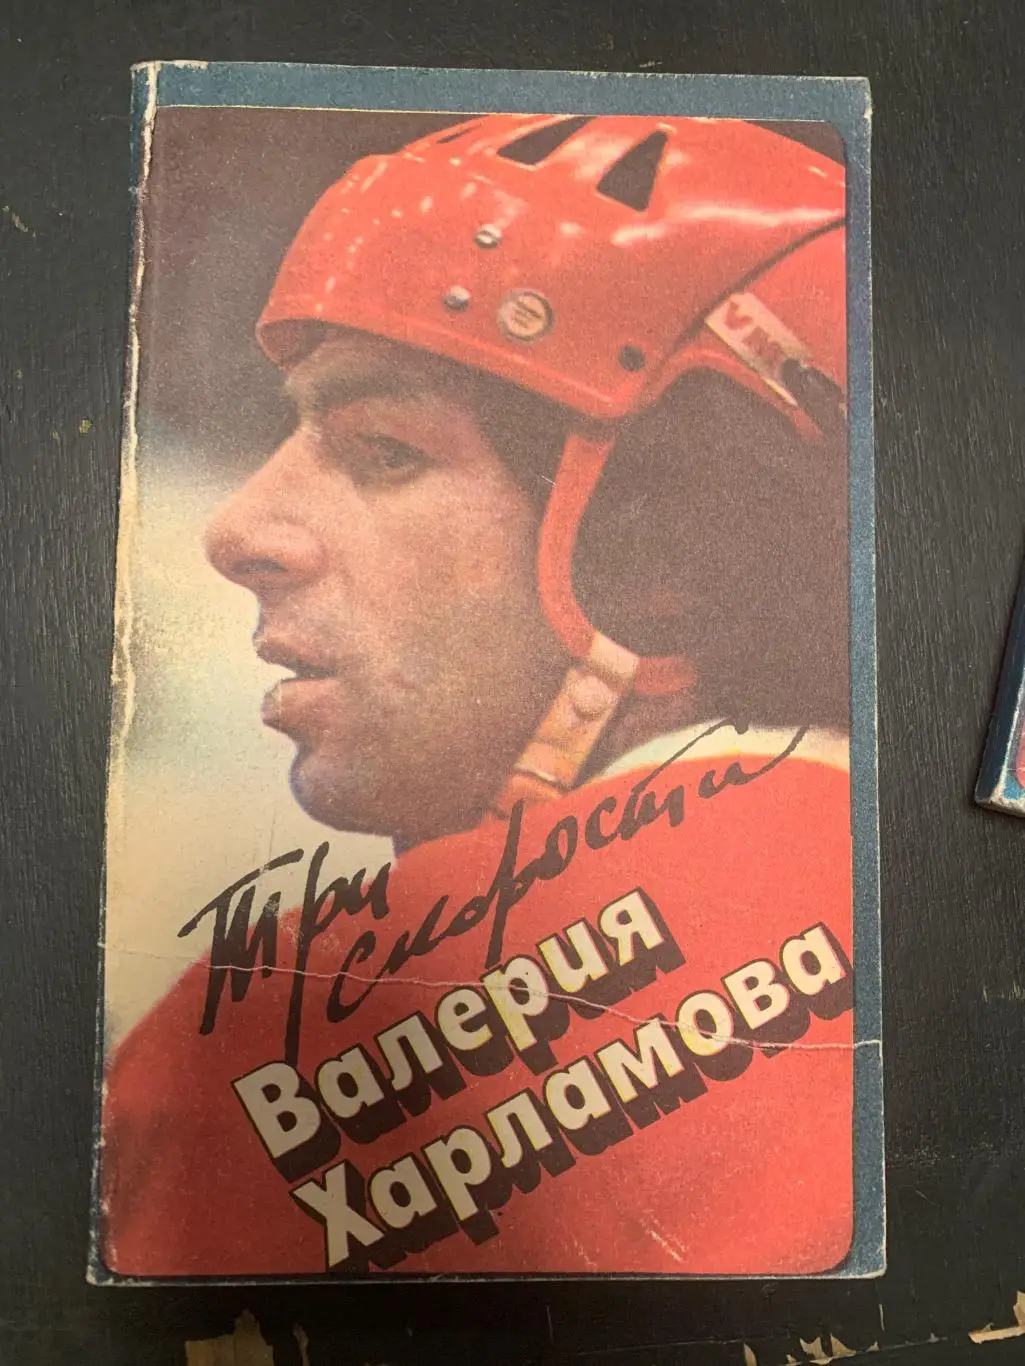 Три
скорости
Валерия
Харламова